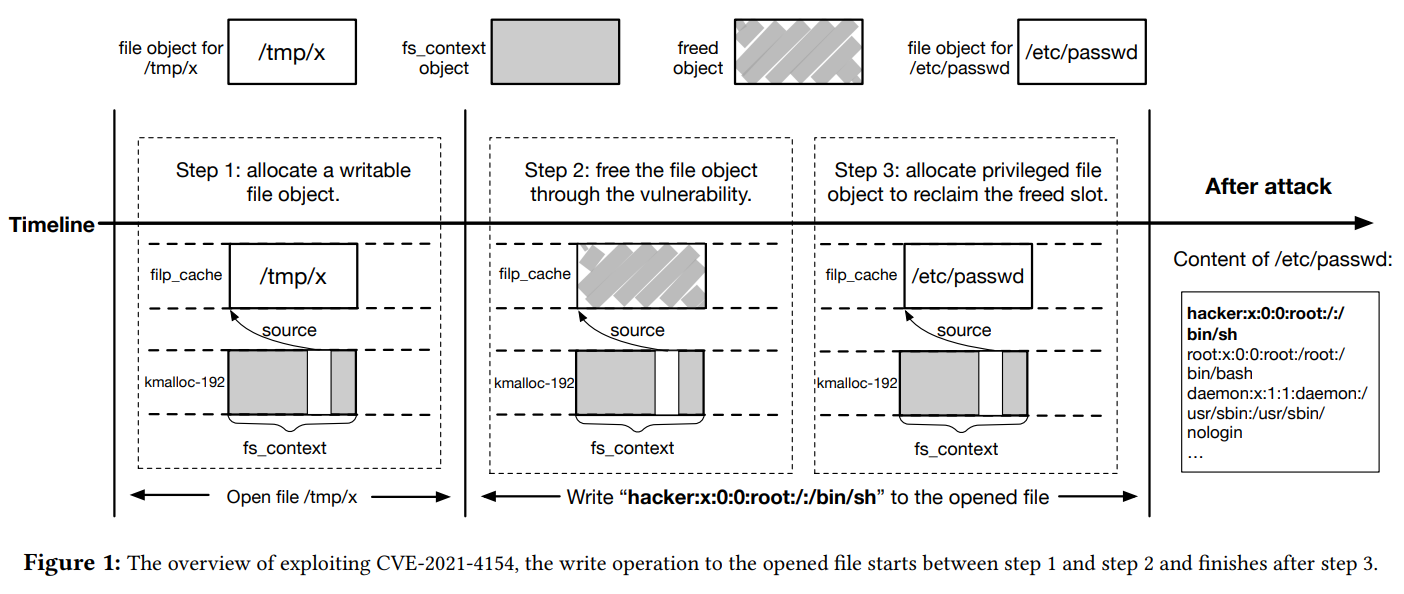 file object for
/tmp/x
/tmp/x
fs_context
object
freed
object
file object for
/etc/passwd
/etc/passwd
Step 1: allocate a writable
file object.
Step 2: free the file object
through the vulnerability.
Step 3: allocate privileged file
object to reclaim the freed slot.
After attack
Timeline
filp_cache
/tmp/x
source
kmalloc-192
fs_context
filp_cache
source
kmalloc-192
fs_context
filp_cache
/etc/passwd
source
kmalloc-192
fs_context
Content of /etc/passwd:
hacker:x:0:0:root:/:/
bin/sh
root:x:0:0:root:/root:/
bin/bash
daemon:x:1:1:daemon:/
usr/sbin:/usr/sbin/
nologin
...
Open file /tmp/x
Write “hacker:x:0:0:root:/:/bin/sh” to the opened file
Figure 1: The overview of exploiting CVE-2021-4154, the write operation to the opened file starts between step 1 and step 2 and finishes after step 3.